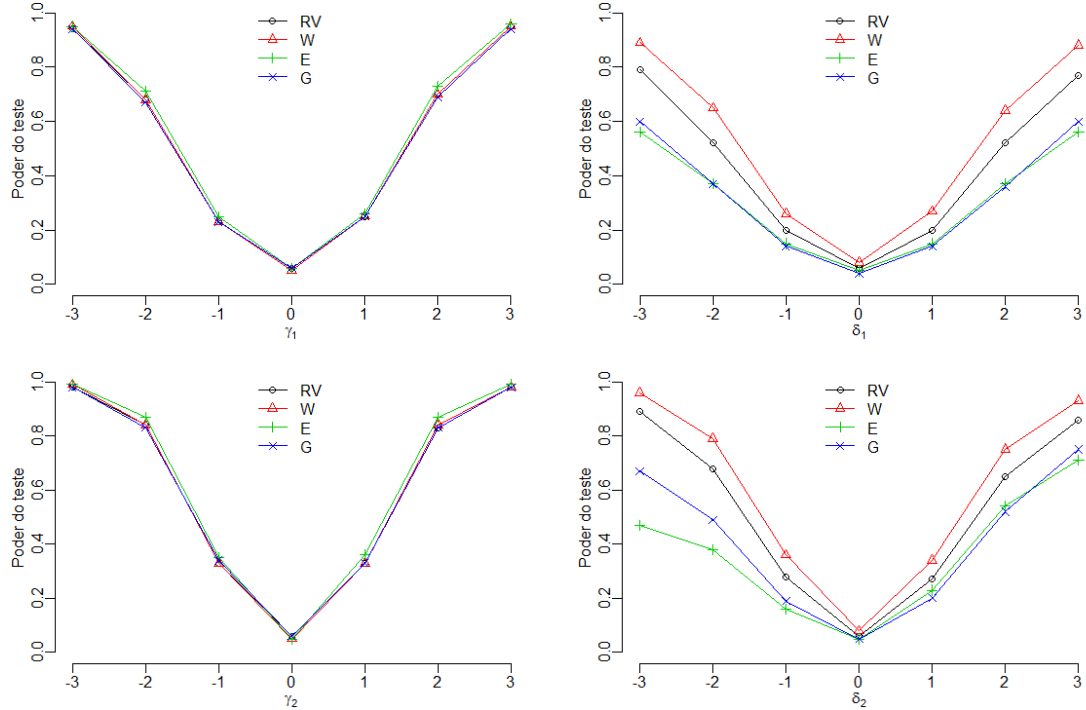 Poder do teste
1.0
0.8
0.6
0.4
0.2
0.0
RV
W
E
G
-3 -2 -1 0 1 2 3
γ1
Poder do teste
1.0
0.8
0.6
0.4
0.2
0.0
RV
W
E
G
-3 -2 -1 0 1 2 3
δ1
Poder do teste
1.0
0.8
0.6
0.4
0.2
0.0
RV
W
E
G
-3 -2 -1 0 1 2 3
γ2
Poder do teste
1.0
0.8
0.6
0.4
0.2
0.0
RV
W
E
G
-3 -2 -1 0 1 2 3
δ2